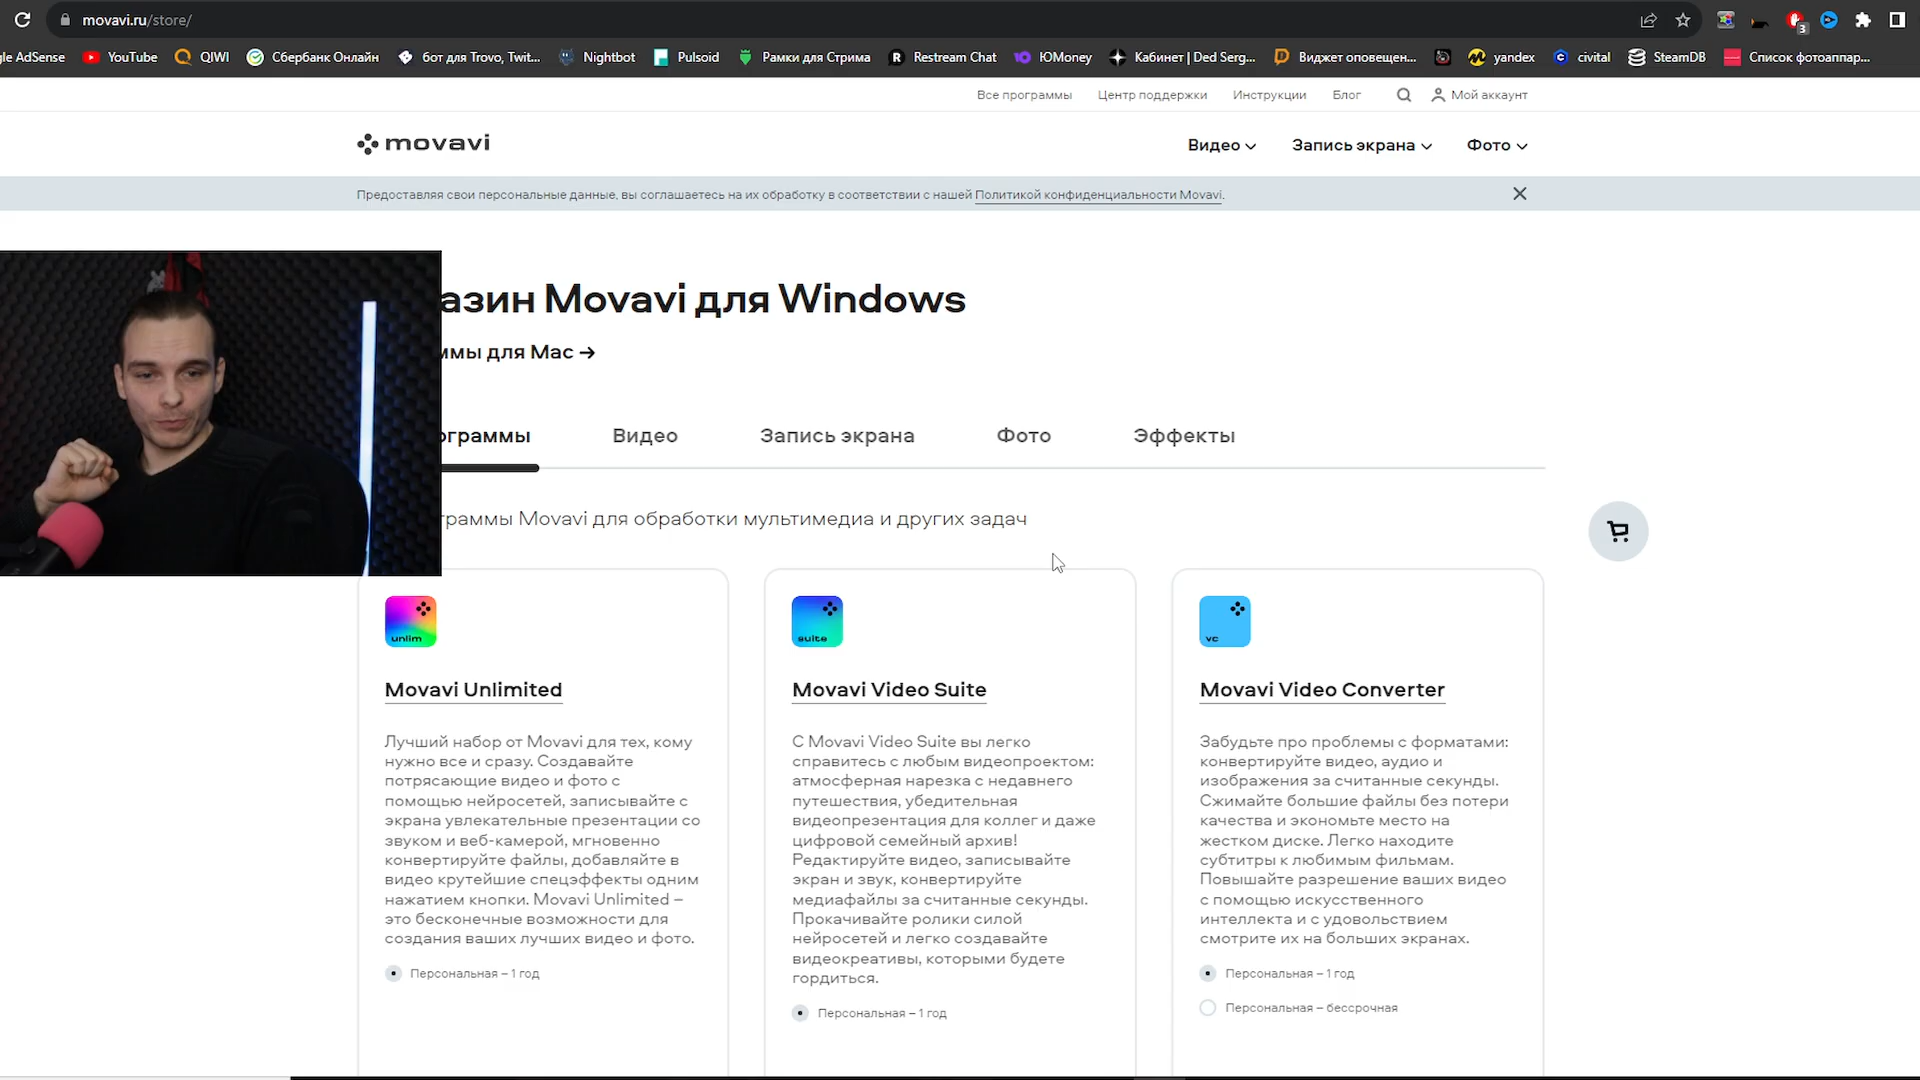 movavi.ru/store/
3
le AdSense
YouTube
QIWI
Сбербанк Онлайн
бот для Trovo, Twit...
Nightbot
Pulsoid
Рамки для Стрима
Restream Chat
ЮMoney
Кабинет | Ded Serg...
Виджет оповещен...
yandex
civital
SteamDB
Список фотоаппар...
Все программы
Центр поддержки
Инструкции
Блог
Мой аккаунт
movavi
Видео
Запись экрана
Фото
Предоставляя свои персональные данные, вы соглашаетесь на их обработку в соответствии с нашей Политикой конфиденциальности Movavi.
азин Movavi для Windows
ммы для Mac →
ограммы
Видео
Запись экрана
Фото
Эффекты
граммы Movavi для обработки мультимедиа и других задач
unlim
Movavi Unlimited
Лучший набор от Movavi для тех, кому
нужно все и сразу. Создавайте
потрясающие видео и фото с
помощью нейросетей, записывайте с
экрана увлекательные презентации со
звуком и веб-камерой, мгновенно
конвертируйте файлы, добавляйте в
видео крутейшие спецэффекты одним
нажатием кнопки. Movavi Unlimited –
это бесконечные возможности для
создания ваших лучших видео и фото.
Персональная – 1 год
suite
Movavi Video Suite
С Movavi Video Suite вы легко
справитесь с любым видеопроектом:
атмосферная нарезка с недавнего
путешествия, убедительная
видеопрезентация для коллег и даже
цифровой семейный архив!
Редактируйте видео, записывайте
экран и звук, конвертируйте
медиафайлы за считанные секунды.
Прокачивайте ролики силой
нейросетей и легко создавайте
видеокреативы, которыми будете
гордиться.
Персональная – 1 год
vc
Movavi Video Converter
Забудьте про проблемы с форматами:
конвертируйте видео, аудио и
изображения за считанные секунды.
Сжимайте большие файлы без потери
качества и экономьте место на
жестком диске. Легко находите
субтитры к любимым фильмам.
Повышайте разрешение ваших видео
с помощью искусственного
интеллекта и с удовольствием
смотрите их на больших экранах.
Персональная – 1 год
Персональная – бессрочная